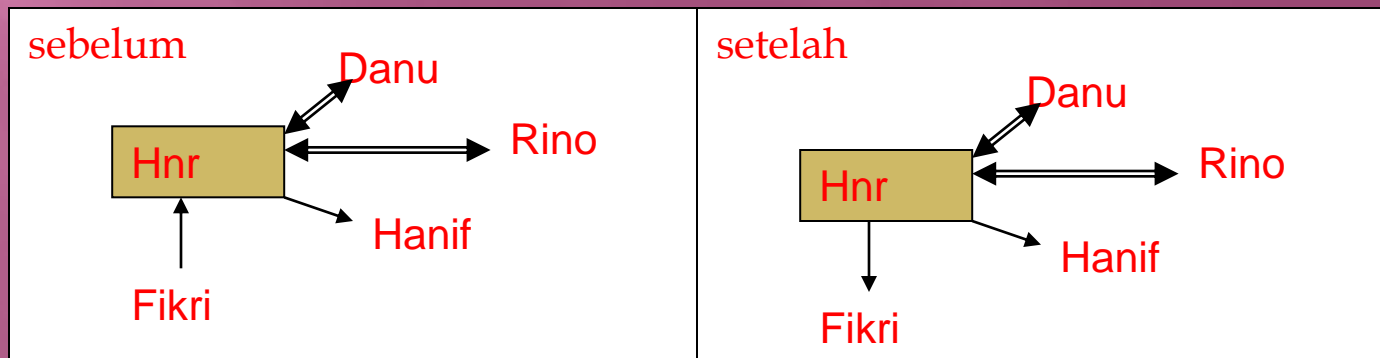 sebelum
Danu
Rino
Hnr
Hanif
Fikri
setelah
Danu
Rino
Hnr
Hanif
Fikri